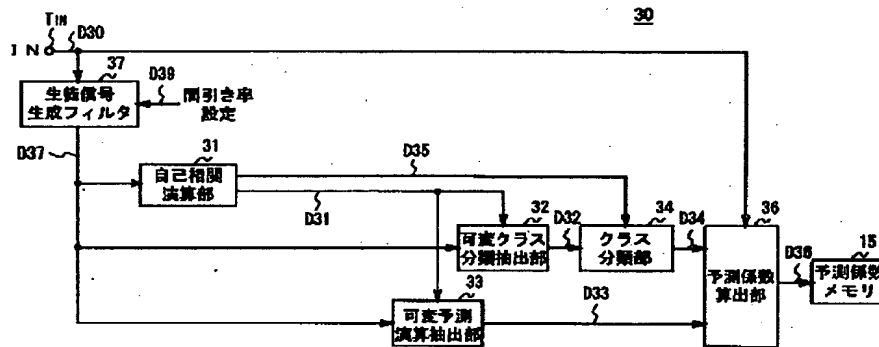 30
TIN
D30
IN
37
生徒信号
生成フィルタ
D39
間引き率
設定
D37
31
自己相関
演算部
D35
D31
32
可変クラス
分類抽出部
D32
34
クラス
分類部
D34
36
予測係数
算出部
D36
15
予測係数
メモリ
33
可変予測
演算抽出部
D33